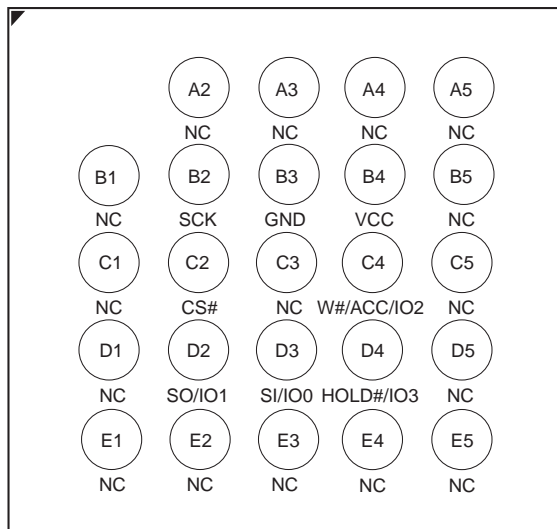 A2 A3 A4 A5
NC NC NC NC
B1 B2 B3 B4 B5
NC SCK GND VCC NC
C1 C2 C3 C4 C5
NC CS# NC W#/ACC/IO2 NC
D1 D2 D3 D4 D5
NC SO/IO1 SI/IO0 HOLD#/IO3 NC
E1 E2 E3 E4 E5
NC NC NC NC NC